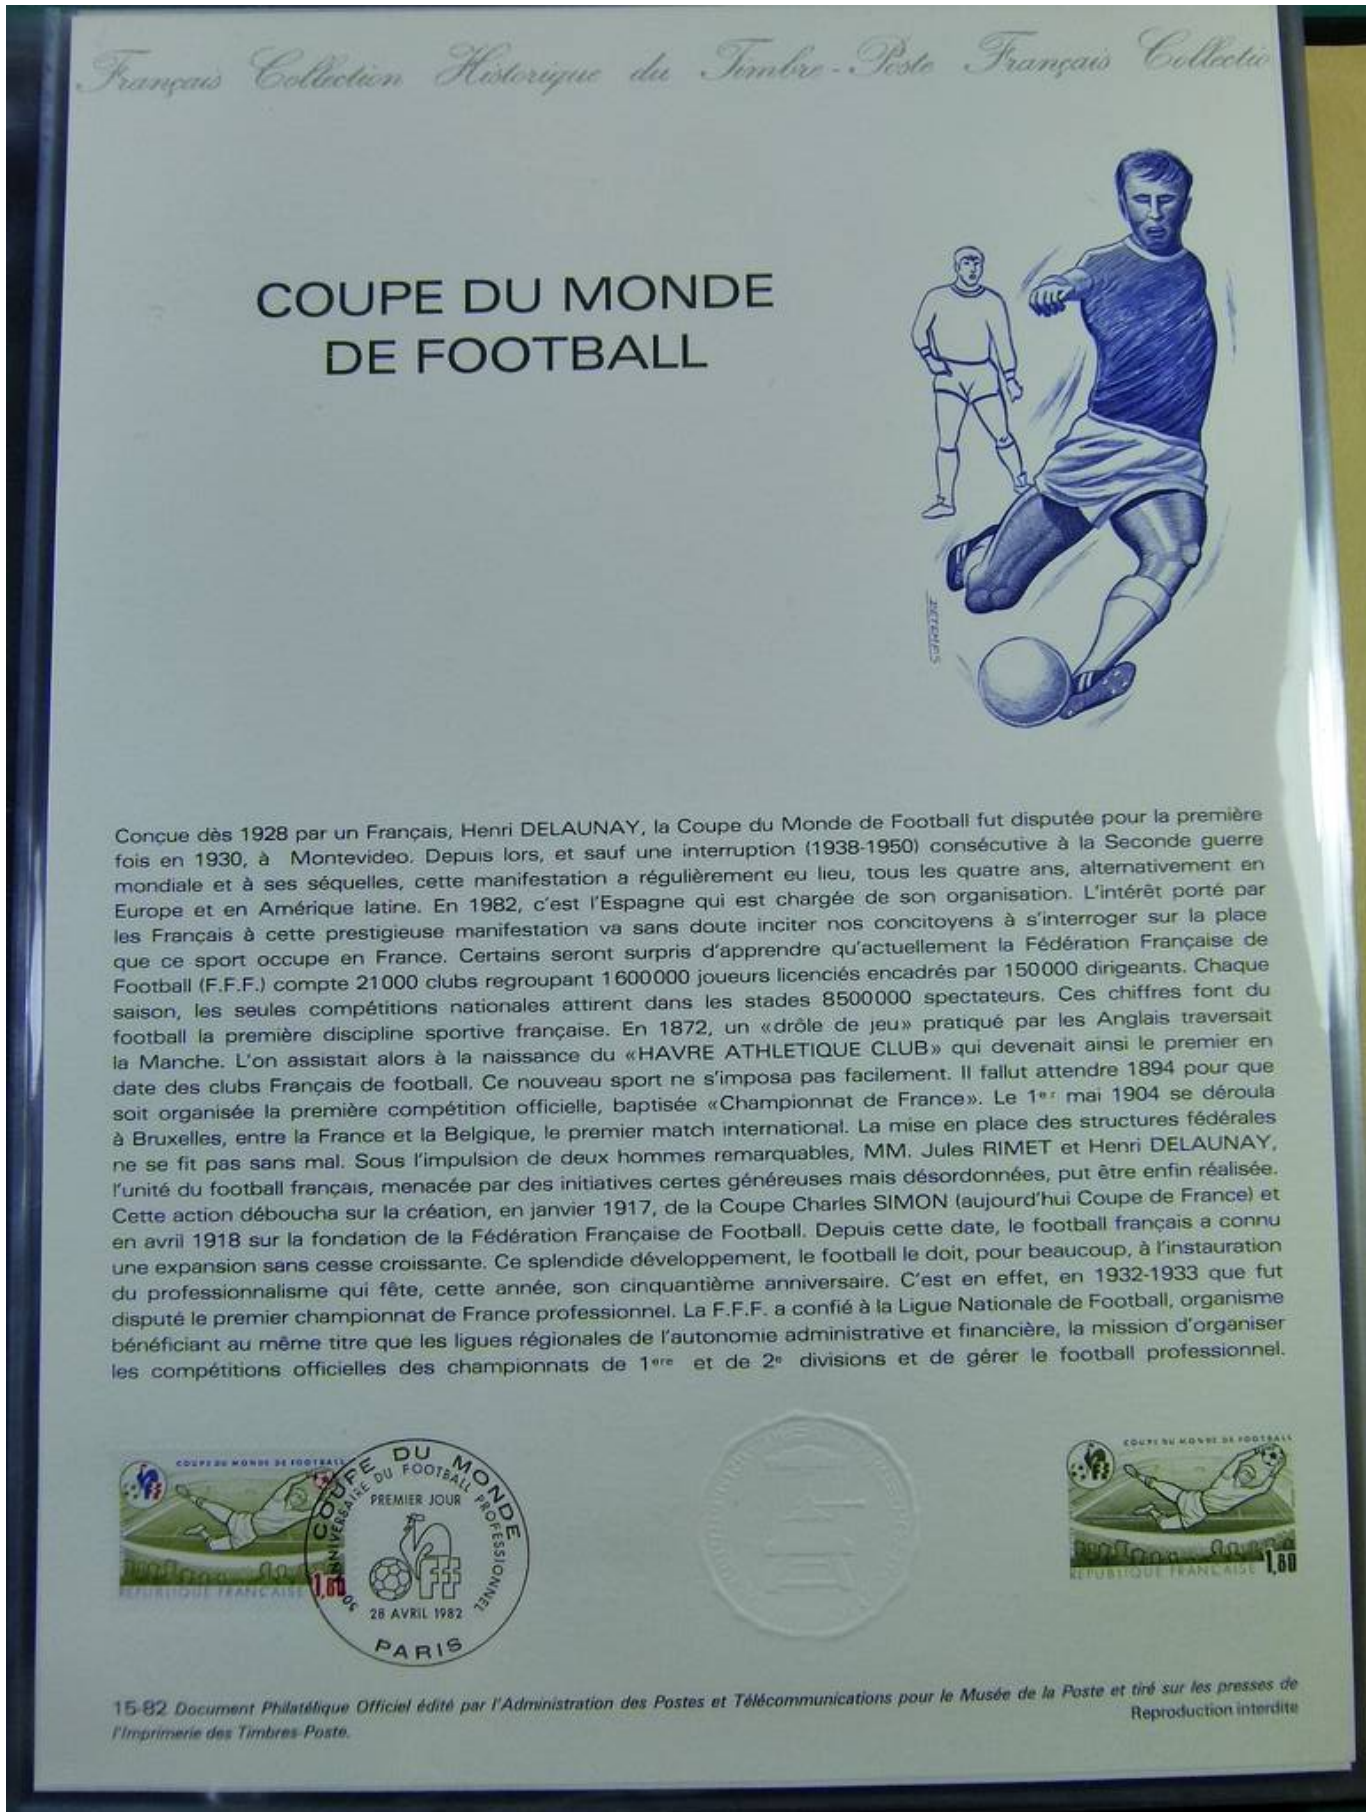 Français Collection Historique du Timbre-Poste Français Collectio
COUPE DU MONDE
DE FOOTBALL
Conçue dès 1928 par un Français, Henri DELAUNAY, la Coupe du Monde de Football fut disputée pour la première
fois en 1930, à Montevideo. Depuis lors, et sauf une interruption (1938-1950) consécutive à la Seconde guerre
mondiale et à ses séquelles, cette manifestation a régulièrement eu lieu, tous les quatre ans, alternativement en
Europe et en Amérique latine. En 1982, c'est l'Espagne qui est chargée de son organisation. L'intérêt porté par
les Français à cette prestigieuse manifestation va sans doute inciter nos concitoyens à s'interroger sur la place
que ce sport occupe en France. Certains seront surpris d'apprendre qu'actuellement la Fédération Française de
Football (F.F.F.) compte 21000 clubs regroupant 1600000 joueurs licenciés encadrés par 150000 dirigeants. Chaque
saison, les seules compétitions nationales attirent dans les stades 8500000 spectateurs. Ces chiffres font du
football la première discipline sportive française. En 1872, un «drôle de jeu» pratiqué par les Anglais traversait
la Manche. L'on assistait alors à la naissance du «HAVRE ATHLETIQUE CLUB» qui devenait ainsi le premier en
date des clubs Français de football. Ce nouveau sport ne s'imposa pas facilement. Il fallut attendre 1894 pour que
soit organisée la première compétition officielle, baptisée «Championnat de France». Le 1er mai 1904 se déroula
à Bruxelles, entre la France et la Belgique, le premier match international. La mise en place des structures fédérales
ne se fit pas sans mal. Sous l'impulsion de deux hommes remarquables, MM. Jules RIMET et Henri DELAUNAY,
l'unité du football français, menacée par des initiatives certes généreuses mais désordonnées, put être enfin réalisée.
Cette action déboucha sur la création, en janvier 1917, de la Coupe Charles SIMON (aujourd'hui Coupe de France) et
en avril 1918 sur la fondation de la Fédération Française de Football. Depuis cette date, le football français a connu
une expansion sans cesse croissante. Ce splendide développement, le football le doit, pour beaucoup, à l'instauration
du professionnalisme qui fête, cette année, son cinquantième anniversaire. C'est en effet, en 1932-1933 que fut
disputé le premier championnat de France professionnel. La F.F.F. a confié à la Ligue Nationale de Football, organisme
bénéficiant au même titre que les ligues régionales de l'autonomie administrative et financière, la mission d'organiser
les compétitions officielles des championnats de 1ere et de 2e divisions et de gérer le football professionnel.
COUPE DU MONDE DE FOOTBALL
1,80
REPUBLIQUE FRANCAISE
COUPE DU MONDE
50e ANNIVERSAIRE DU FOOTBALL PROFESSIONNEL
PREMIER JOUR
fff
28 AVRIL 1982
PARIS
COUPE DU MONDE DE FOOTBALL
REPUBLIQUE FRANCAISE 1,80
15-82 Document Philatélique Officiel édité par l'Administration des Postes et Télécommunications pour le Musée de la Poste et tiré sur les presses de
l'Imprimerie des Timbres-Poste.
Reproduction interdite